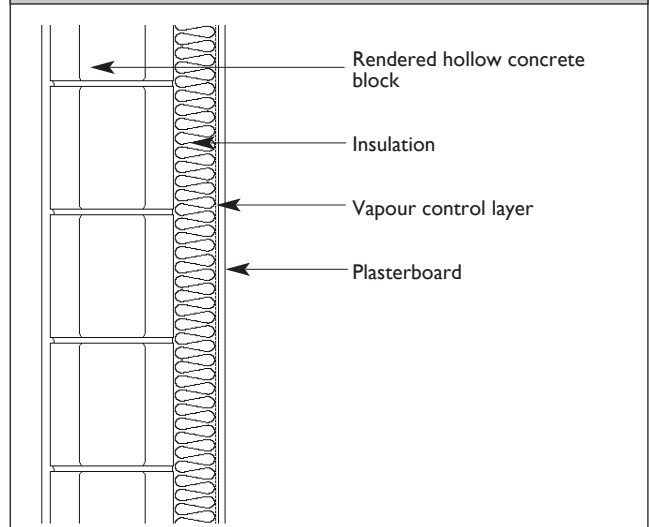 Rendered hollow concrete
block
Insulation
Vapour control layer
Plasterboard